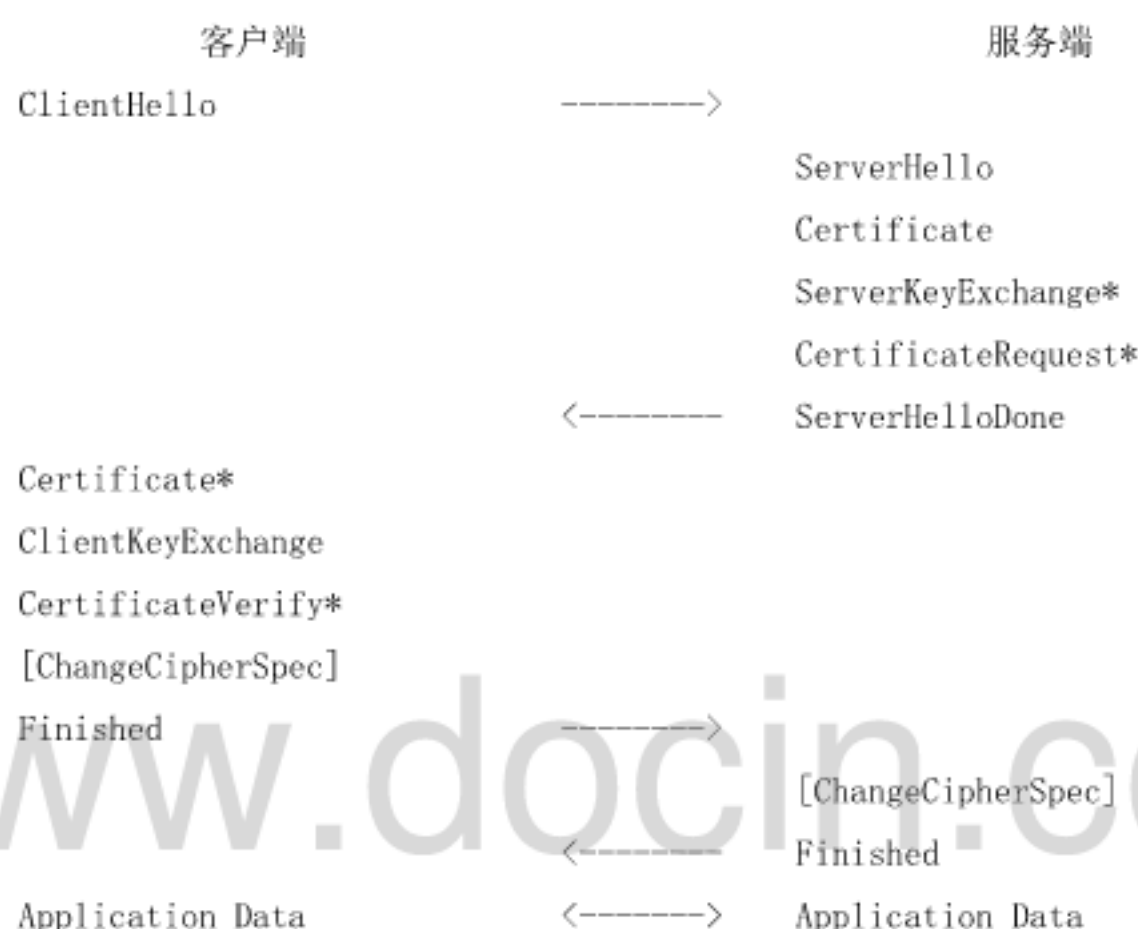 客户端 服务端
ClientHello -------->
ServerHello
Certificate
ServerKeyExchange*
CertificateRequest*
<-------- ServerHelloDone
Certificate*
ClientKeyExchange
CertificateVerify*
[ChangeCipherSpec]
Finished -------->
[ChangeCipherSpec]
<-------- Finished
Application Data <-------> Application Data
ww.docin.co